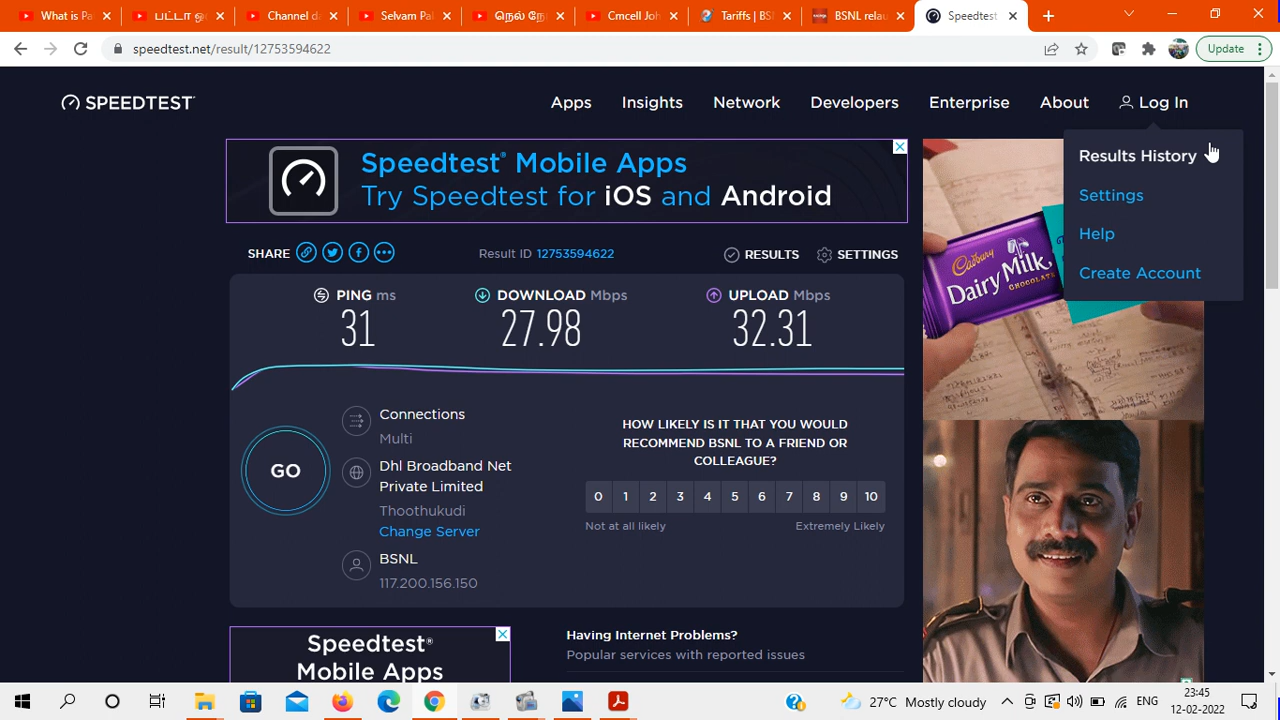 What is Pa
பட்டா ஓ
Channel da
Selvam Pal
நெல் நே
Cmcell Joh
Tariffs | BSN
BSNL relau
Speedtest
speedtest.net/result/12753594622
Update
SPEEDTEST
Apps Insights Network Developers Enterprise About Log In
Results History
Settings
Help
Create Account
Speedtest® Mobile Apps
Try Speedtest for iOS and Android
Cadbury
Dairy Milk
CHOCOLATE
SHARE Result ID 12753594622 RESULTS SETTINGS
PING ms DOWNLOAD Mbps UPLOAD Mbps
31 27.98 32.31
GO
Connections
Multi
Dhl Broadband Net
Private Limited
Thoothukudi
Change Server
BSNL
117.200.156.150
HOW LIKELY IS IT THAT YOU WOULD
RECOMMEND BSNL TO A FRIEND OR
COLLEAGUE?
0 1 2 3 4 5 6 7 8 9 10
Not at all likely Extremely Likely
Speedtest®
Mobile Apps
Having Internet Problems?
Popular services with reported issues
27°C Mostly cloudy
ENG
23:45
12-02-2022